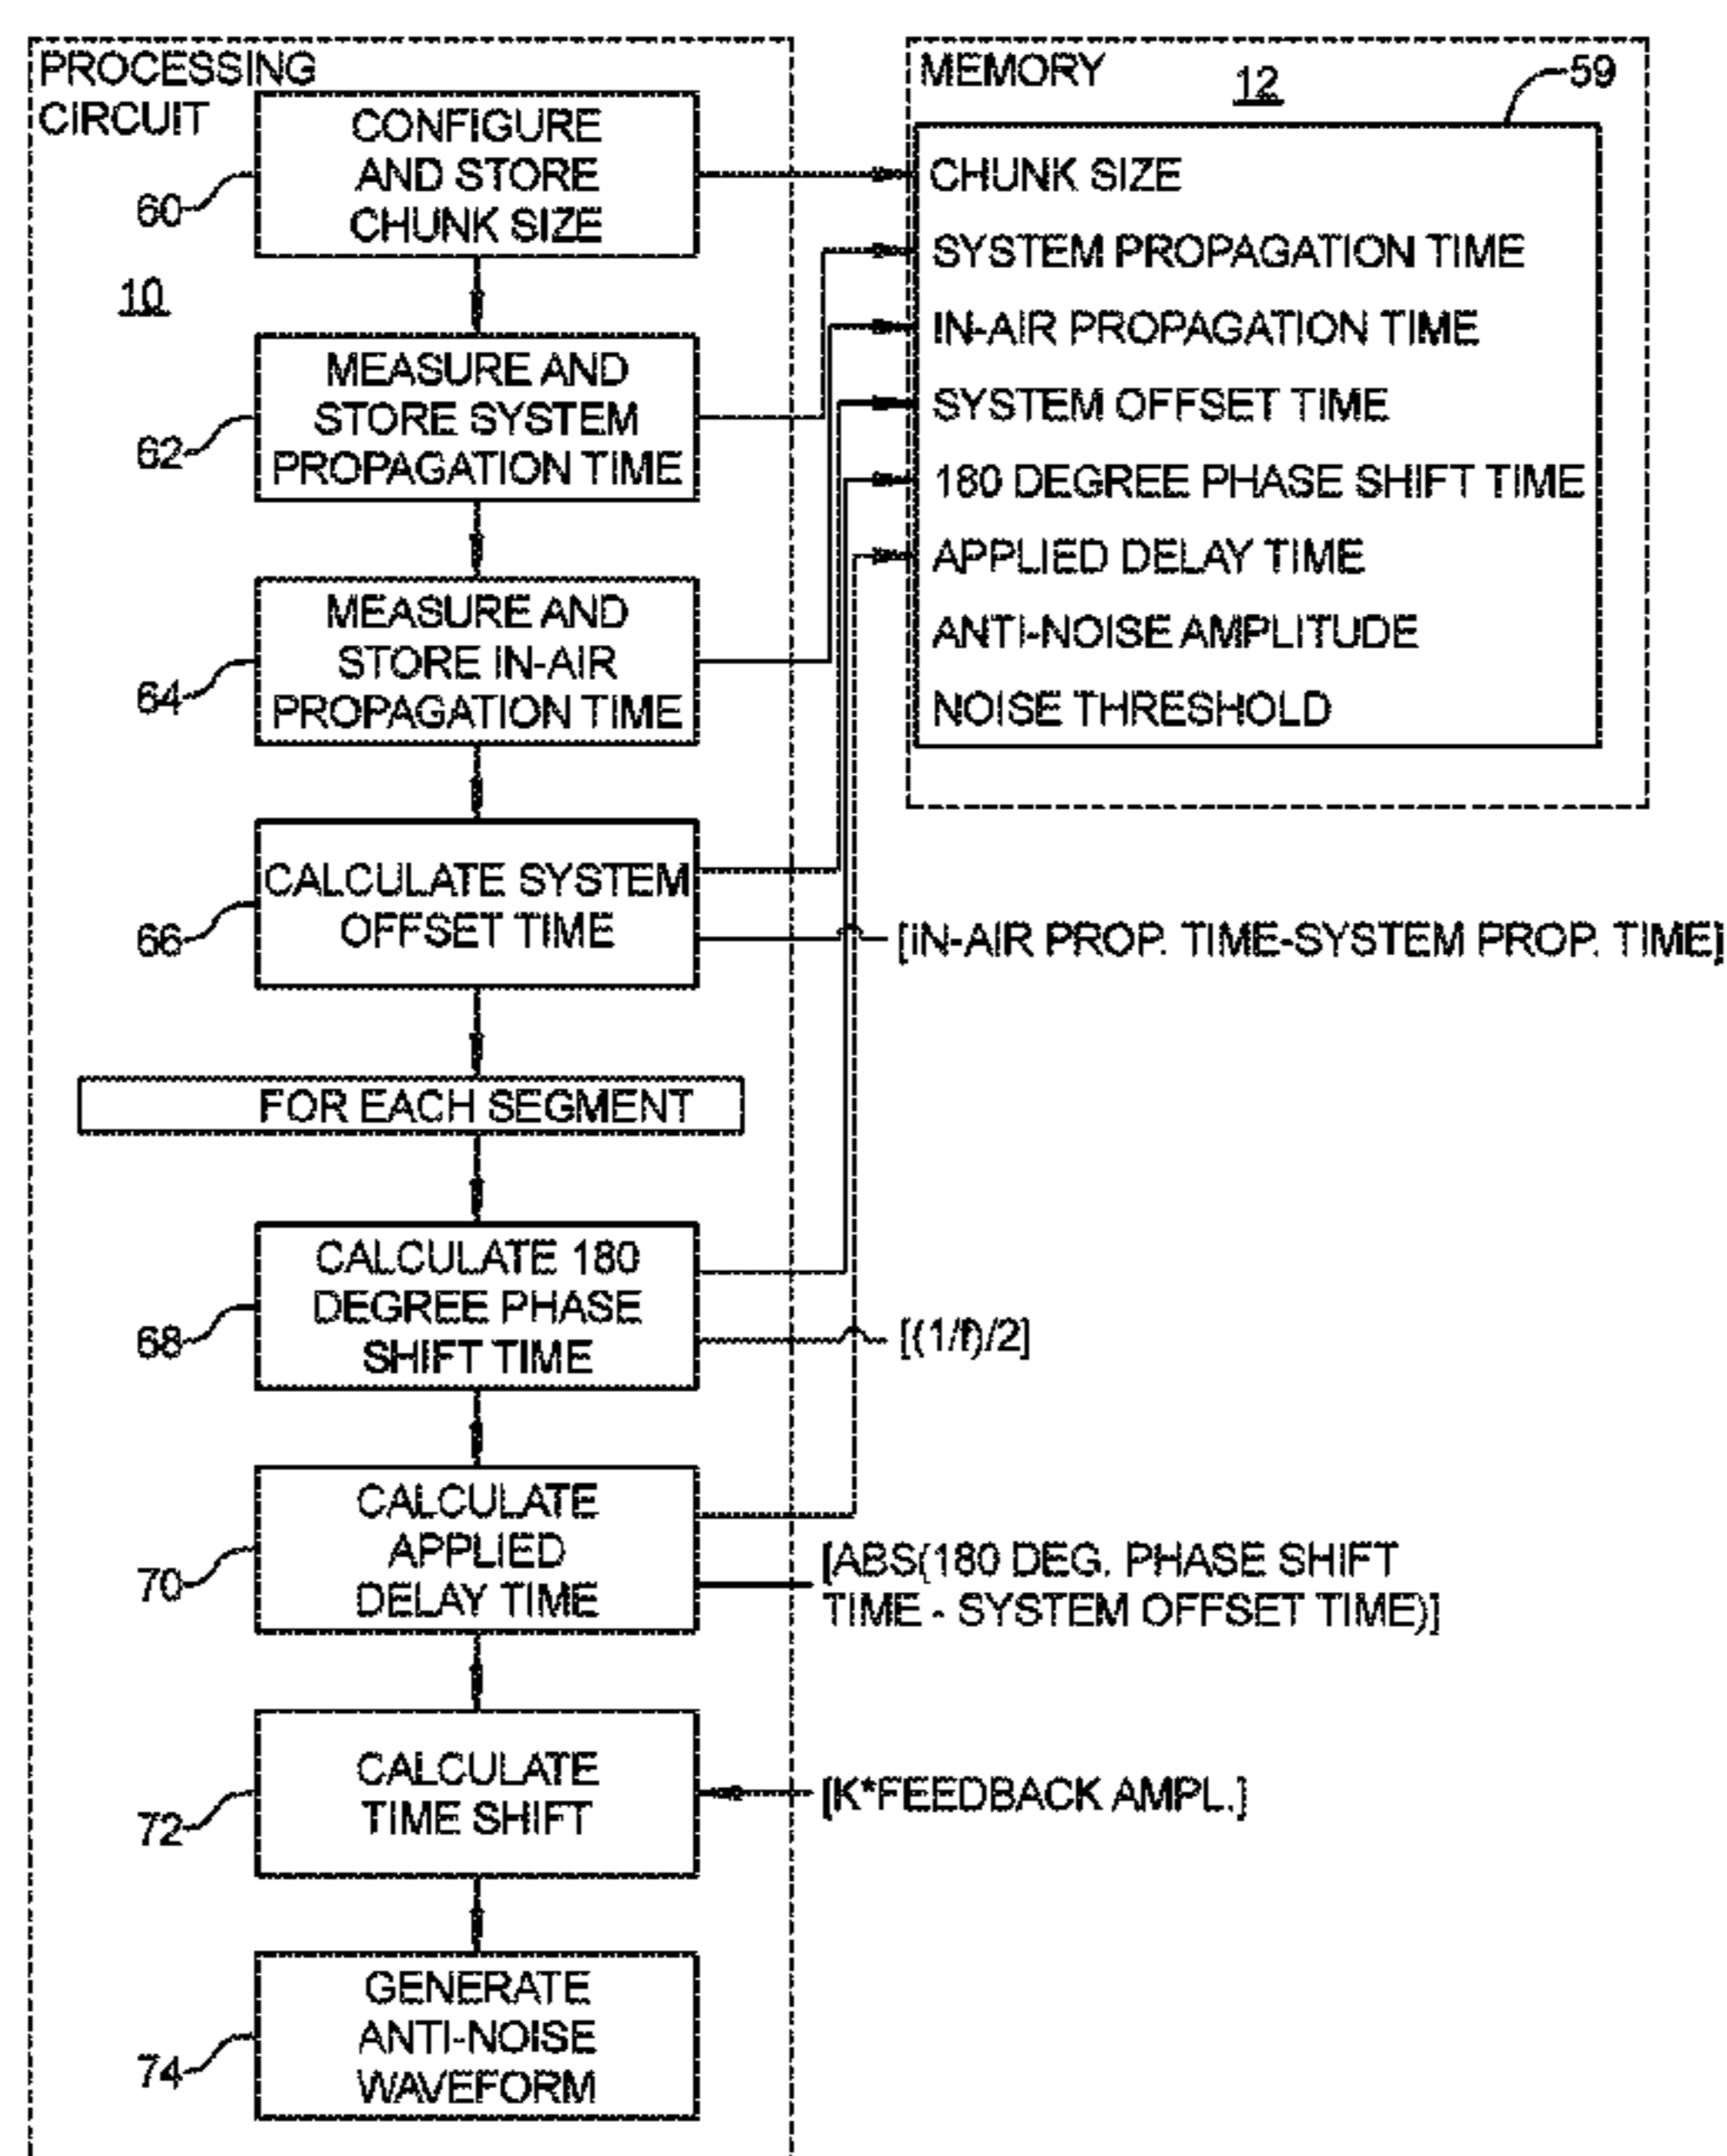 PROCESSING
CIRCUIT
10
60
CONFIGURE
AND STORE
CHUNK SIZE
62
MEASURE AND
STORE SYSTEM
PROPAGATION TIME
64
MEASURE AND
STORE IN-AIR
PROPAGATION TIME
66
CALCULATE SYSTEM
OFFSET TIME
[IN-AIR PROP. TIME-SYSTEM PROP. TIME]
FOR EACH SEGMENT
68
CALCULATE 180
DEGREE PHASE
SHIFT TIME
[(1/f)/2]
70
CALCULATE
APPLIED
DELAY TIME
[ABS(180 DEG. PHASE SHIFT
TIME - SYSTEM OFFSET TIME)]
72
CALCULATE
TIME SHIFT
[K*FEEDBACK AMPL.]
74
GENERATE
ANTI-NOISE
WAVEFORM
MEMORY
12
59
CHUNK SIZE
SYSTEM PROPAGATION TIME
IN-AIR PROPAGATION TIME
SYSTEM OFFSET TIME
180 DEGREE PHASE SHIFT TIME
APPLIED DELAY TIME
ANTI-NOISE AMPLITUDE
NOISE THRESHOLD